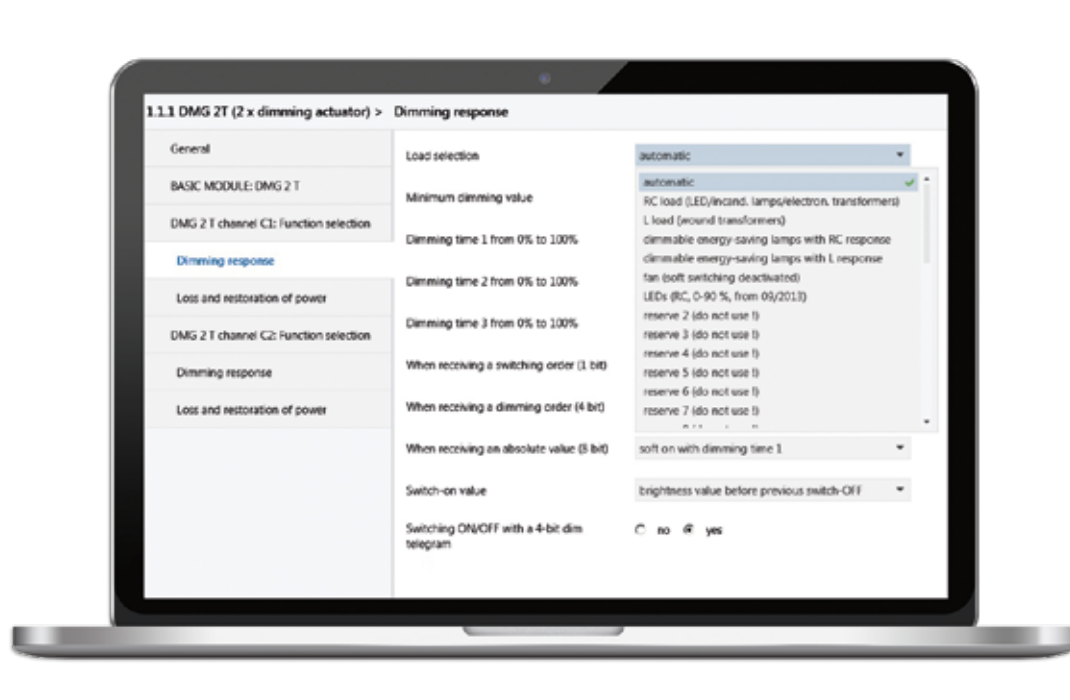 1.1.1 DMG 2T (2 x dimming actuator) > Dimming response
General
BASIC MODULE: DMG 2 T
DMG 2 T channel C1: Function selection
Dimming response
Loss and restoration of power
DMG 2 T channel C2: Function selection
Dimming response
Loss and restoration of power
Load selection
automatic
automatic
RC load (LED/incand. lamps/electron. transformers)
L load (wound transformers)
dimmable energy-saving lamps with RC response
dimmable energy-saving lamps with L response
fan (soft switching deactivated)
LEDs (RC, 0-90 %, from 09/2013)
reserve 2 (do not use !)
reserve 3 (do not use !)
reserve 4 (do not use !)
reserve 5 (do not use !)
reserve 6 (do not use !)
reserve 7 (do not use !)
Minimum dimming value
Dimming time 1 from 0% to 100%
Dimming time 2 from 0% to 100%
Dimming time 3 from 0% to 100%
When receiving a switching order (1 bit)
When receiving a dimming order (4 bit)
When receiving an absolute value (8 bit)
soft on with dimming time 1
Switch-on value
brightness value before previous switch-OFF
Switching ON/OFF with a 4-bit dim
telegram
no yes